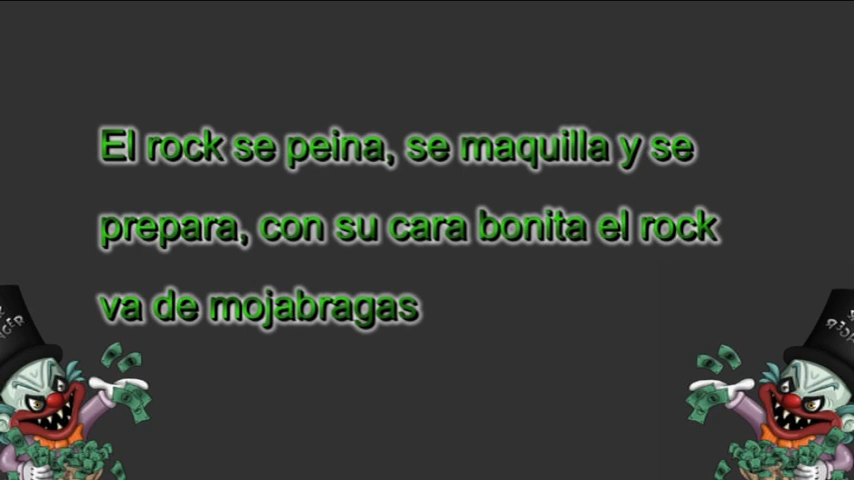 El rock se peina, se maquilla y se
prepara, con su cara bonita el rock
va de mojabragas